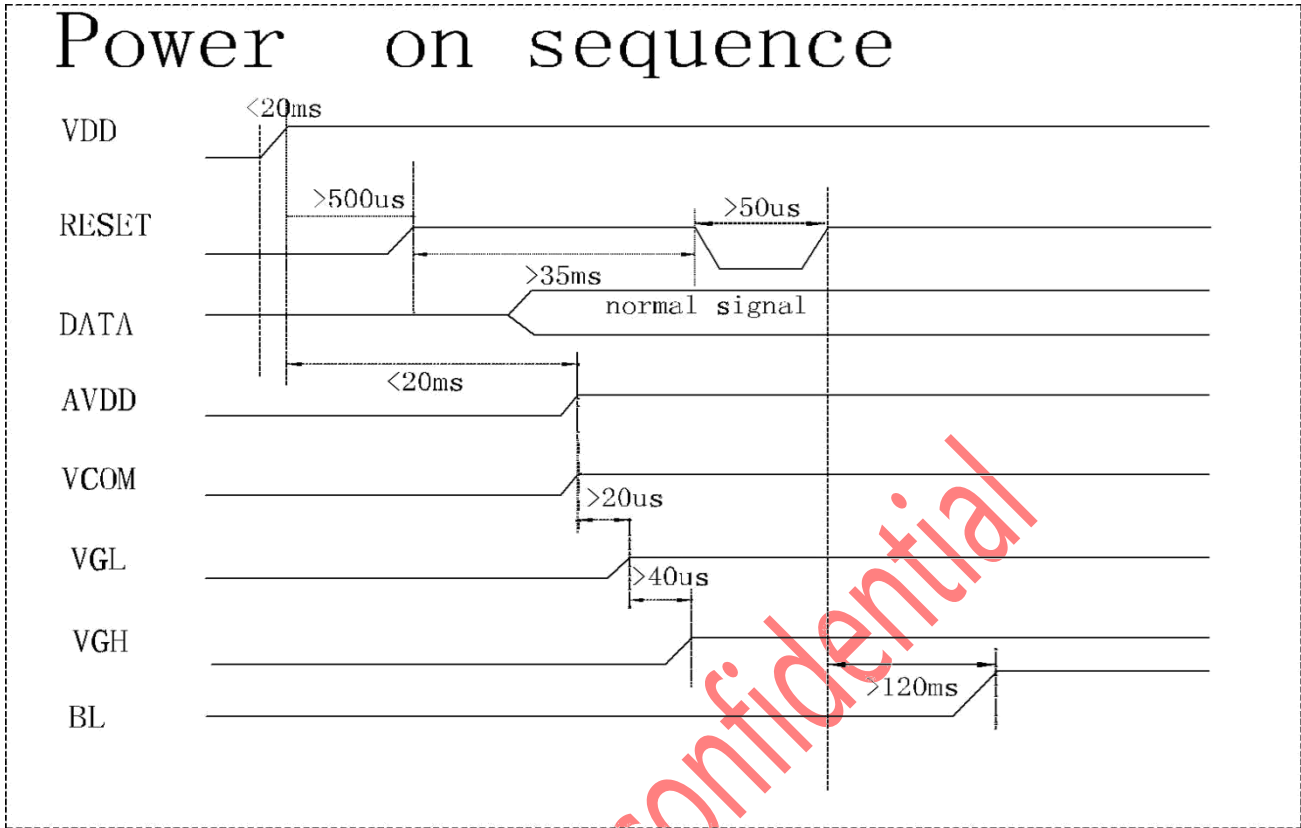 Power on sequence
<20ms
VDD
>500us
>50us
RESET
>35ms
normal signal
DATA
<20ms
AVDD
VCOM
>20us
VGL
>40us
VGH
>120ms
BL
confidential